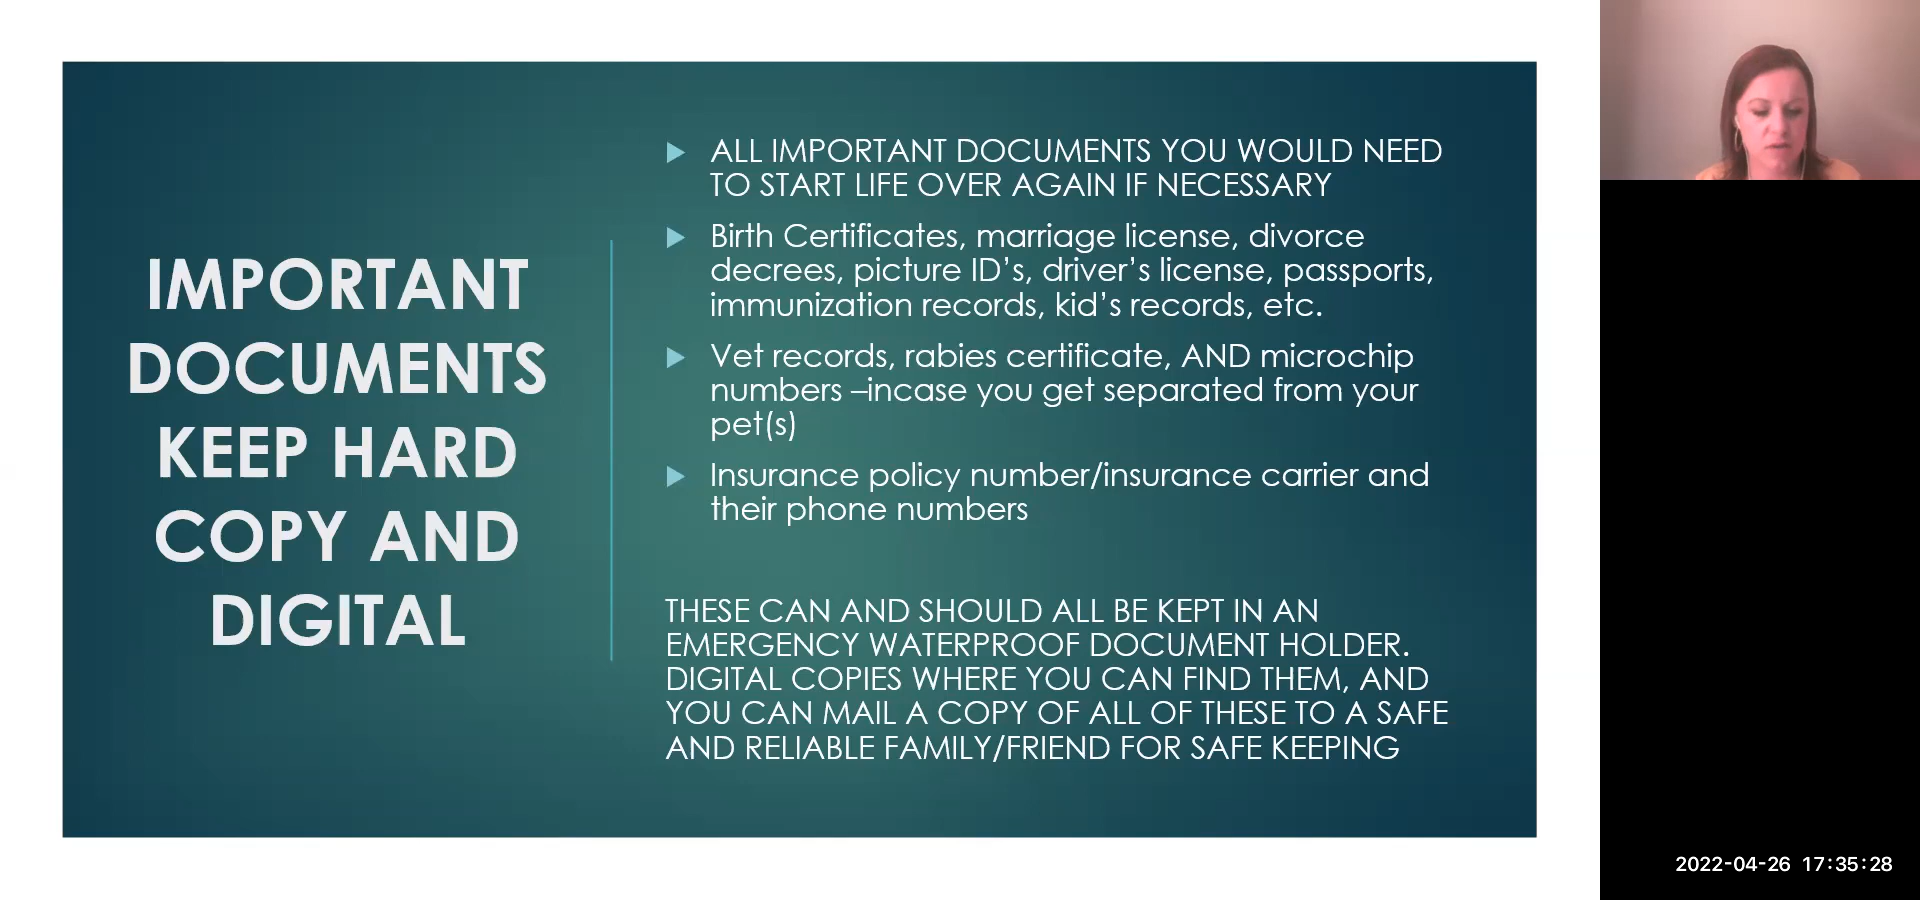 IMPORTANT
DOCUMENTS
KEEP HARD
COPY AND
DIGITAL
ALL IMPORTANT DOCUMENTS YOU WOULD NEED
TO START LIFE OVER AGAIN IF NECESSARY
Birth Certificates, marriage license, divorce
decrees, picture ID’s, driver’s license, passports,
immunization records, kid’s records, etc.
Vet records, rabies certificate, AND microchip
numbers –incase you get separated from your
pet(s)
Insurance policy number/insurance carrier and
their phone numbers
THESE CAN AND SHOULD ALL BE KEPT IN AN
EMERGENCY WATERPROOF DOCUMENT HOLDER.
DIGITAL COPIES WHERE YOU CAN FIND THEM, AND
YOU CAN MAIL A COPY OF ALL OF THESE TO A SAFE
AND RELIABLE FAMILY/FRIEND FOR SAFE KEEPING
2022-04-26 17:35:28